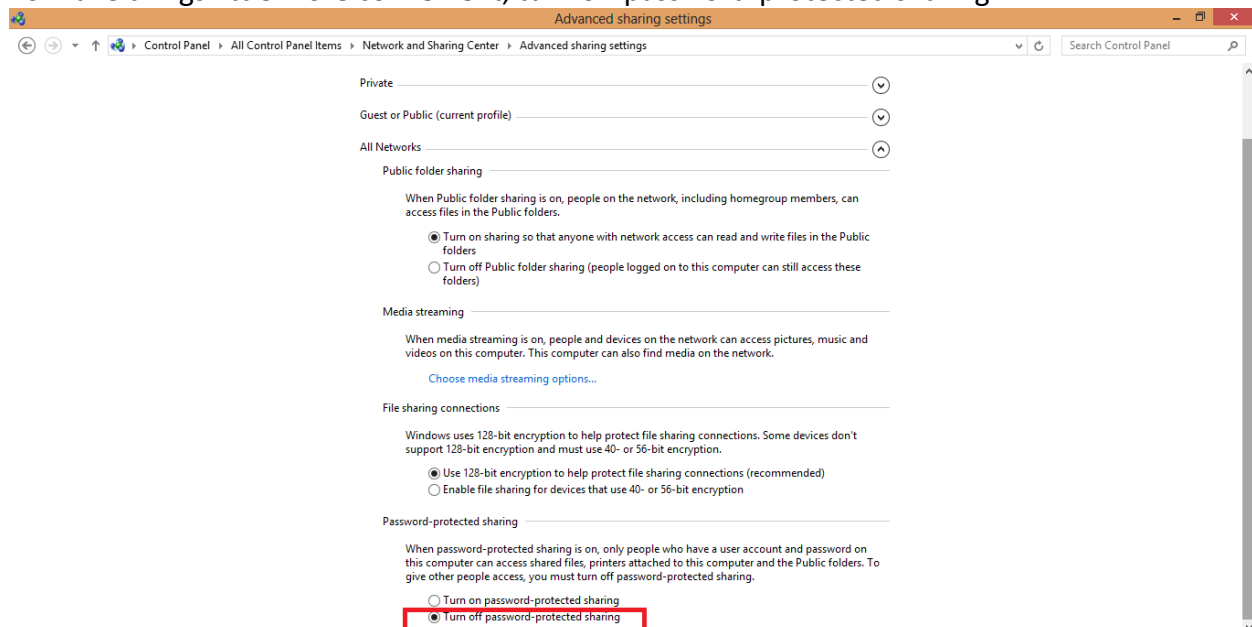 more convenient, turn off password protected sharing
Advanced sharing settings
Control Panel All Control Panel Items Network and Sharing Center Advanced sharing settings
Search Control Panel
Private
Guest or Public (current profile)
All Networks
Public folder sharing
When Public folder sharing is on, people on the network, including homegroup members, can
access files in the Public folders.
Turn on sharing so that anyone with network access can read and write files in the Public
folders
Turn off Public folder sharing (people logged on to this computer can still access these
folders)
Media streaming
When media streaming is on, people and devices on the network can access pictures, music and
videos on this computer. This computer can also find media on the network.
Choose media streaming options...
File sharing connections
Windows uses 128-bit encryption to help protect file sharing connections. Some devices don't
support 128-bit encryption and must use 40- or 56-bit encryption.
Use 128-bit encryption to help protect file sharing connections (recommended)
Enable file sharing for devices that use 40- or 56-bit encryption
Password-protected sharing
When password-protected sharing is on, only people who have a user account and password on
this computer can access shared files, printers attached to this computer and the Public folders. To
give other people access, you must turn off password-protected sharing.
Turn on password-protected sharing
Turn off password-protected sharing